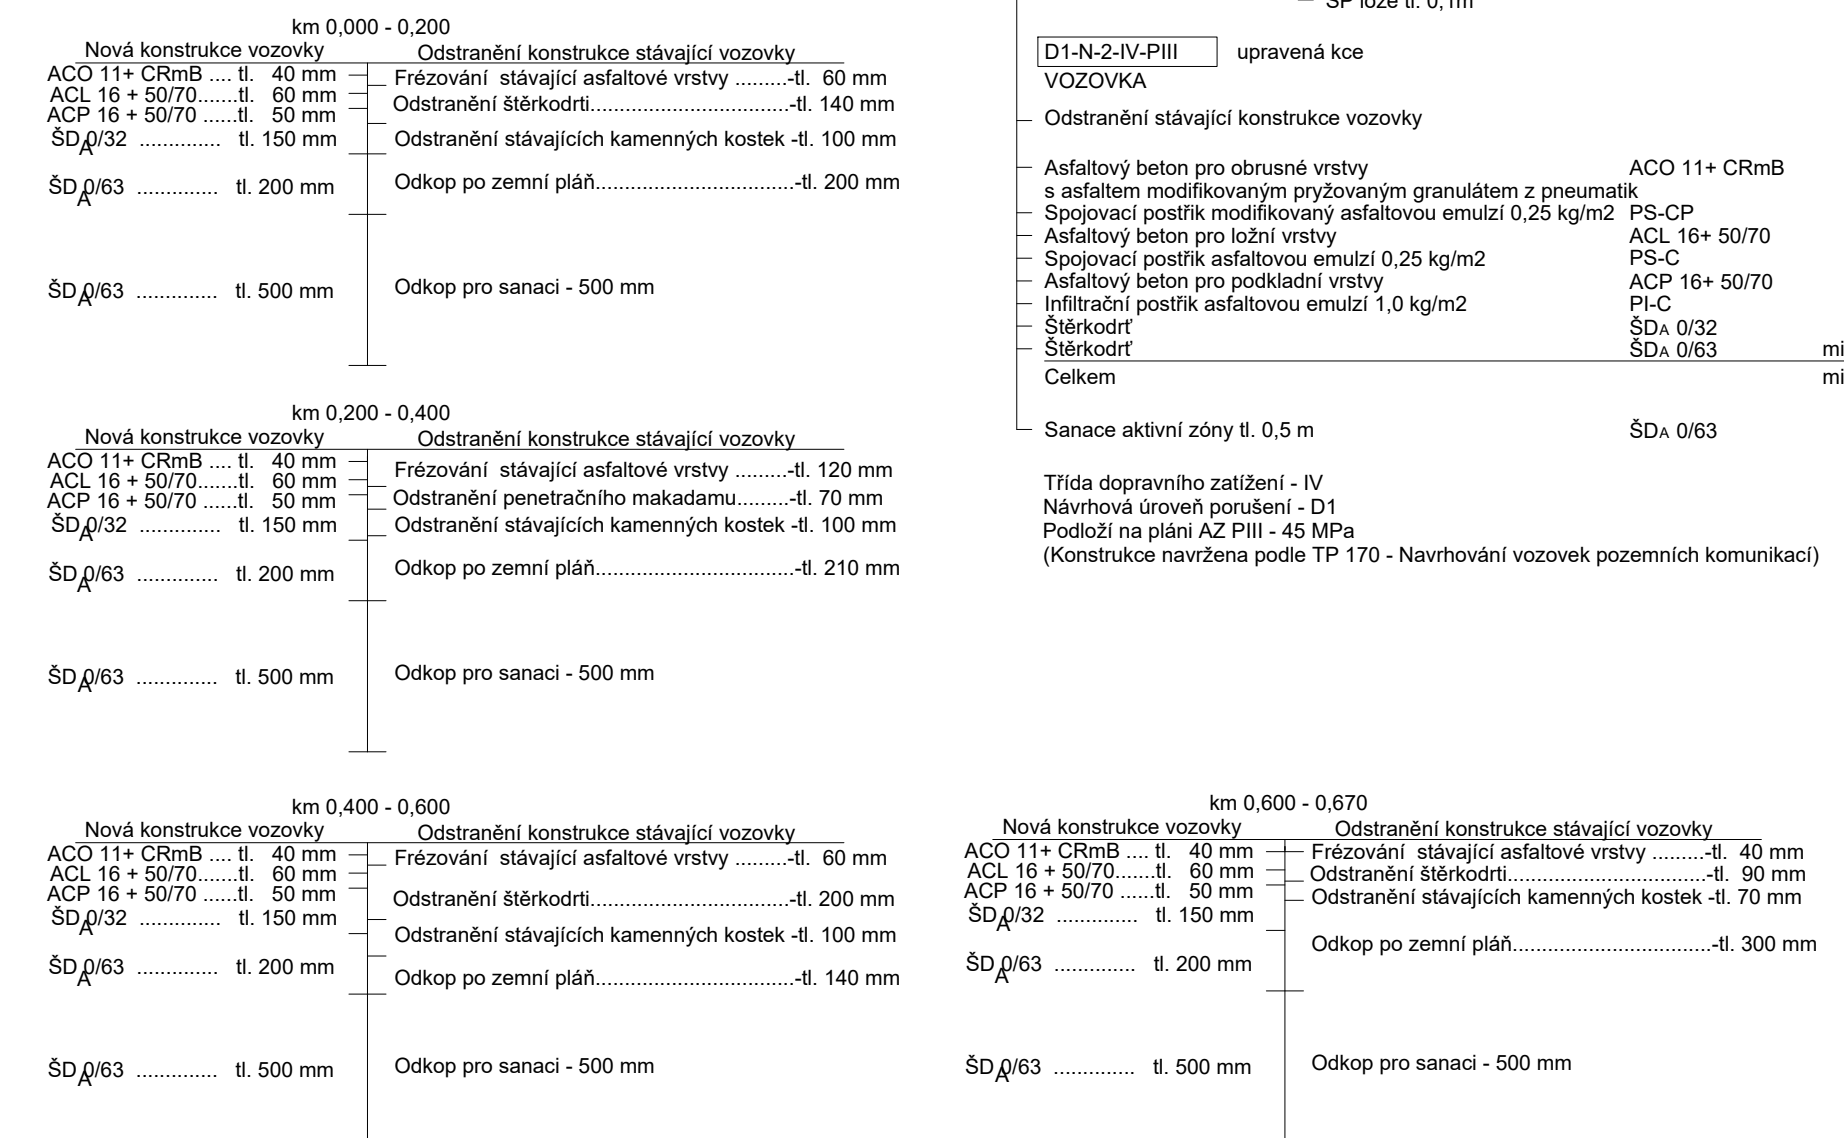 km 0,000 - 0,200
Nová konstrukce vozovky
Odstranění konstrukce stávající vozovky
ACO 11+ CRmB .... tl. 40 mm
ACL 16 + 50/70.......tl. 60 mm
ACP 16 + 50/70 ......tl. 50 mm
ŠDA 0/32 .............. tl. 150 mm
ŠDA 0/63 .............. tl. 200 mm
ŠDA 0/63 .............. tl. 500 mm
Frézování stávající asfaltové vrstvy .........-tl. 60 mm
Odstranění štěrkodrti..................................-tl. 140 mm
Odstranění stávajících kamenných kostek -tl. 100 mm
Odkop po zemní pláň..................................-tl. 200 mm
Odkop pro sanaci - 500 mm
km 0,200 - 0,400
Nová konstrukce vozovky
Odstranění konstrukce stávající vozovky
ACO 11+ CRmB .... tl. 40 mm
ACL 16 + 50/70.......tl. 60 mm
ACP 16 + 50/70 ......tl. 50 mm
ŠDA 0/32 .............. tl. 150 mm
ŠDA 0/63 .............. tl. 200 mm
ŠDA 0/63 .............. tl. 500 mm
Frézování stávající asfaltové vrstvy .........-tl. 120 mm
Odstranění penetračního makadamu.........-tl. 70 mm
Odstranění stávajících kamenných kostek -tl. 100 mm
Odkop po zemní pláň..................................-tl. 210 mm
Odkop pro sanaci - 500 mm
km 0,400 - 0,600
Nová konstrukce vozovky
Odstranění konstrukce stávající vozovky
ACO 11+ CRmB .... tl. 40 mm
ACL 16 + 50/70.......tl. 60 mm
ACP 16 + 50/70 ......tl. 50 mm
ŠDA 0/32 .............. tl. 150 mm
ŠDA 0/63 .............. tl. 200 mm
ŠDA 0/63 .............. tl. 500 mm
Frézování stávající asfaltové vrstvy .........-tl. 60 mm
Odstranění štěrkodrti..................................-tl. 200 mm
Odstranění stávajících kamenných kostek -tl. 100 mm
Odkop po zemní pláň..................................-tl. 140 mm
Odkop pro sanaci - 500 mm
ŠP lože tl. 0,1m
D1-N-2-IV-PIII upravená kce
VOZOVKA
Odstranění stávající konstrukce vozovky
Asfaltový beton pro obrusné vrstvy ACO 11+ CRmB
s asfaltem modifikovaným pryžovaným granulátem z pneumatik
Spojovací postřik modifikovaný asfaltovou emulzí 0,25 kg/m2 PS-CP
Asfaltový beton pro ložní vrstvy ACL 16+ 50/70
Spojovací postřik asfaltovou emulzí 0,25 kg/m2 PS-C
Asfaltový beton pro podkladní vrstvy ACP 16+ 50/70
Infiltrační postřik asfaltovou emulzí 1,0 kg/m2 PI-C
Štěrkodrť ŠDA 0/32
Štěrkodrť ŠDA 0/63 mi
Celkem mi
Sanace aktivní zóny tl. 0,5 m ŠDA 0/63
Třída dopravního zatížení - IV
Návrhová úroveň porušení - D1
Podloží na pláni AZ PIII - 45 MPa
(Konstrukce navržena podle TP 170 - Navrhování vozovek pozemních komunikací)
km 0,600 - 0,670
Nová konstrukce vozovky
Odstranění konstrukce stávající vozovky
ACO 11+ CRmB .... tl. 40 mm
ACL 16 + 50/70.......tl. 60 mm
ACP 16 + 50/70 ......tl. 50 mm
ŠDA 0/32 .............. tl. 150 mm
ŠDA 0/63 .............. tl. 200 mm
ŠDA 0/63 .............. tl. 500 mm
Frézování stávající asfaltové vrstvy .........-tl. 40 mm
Odstranění štěrkodrti..................................-tl. 90 mm
Odstranění stávajících kamenných kostek -tl. 70 mm
Odkop po zemní pláň..................................-tl. 300 mm
Odkop pro sanaci - 500 mm